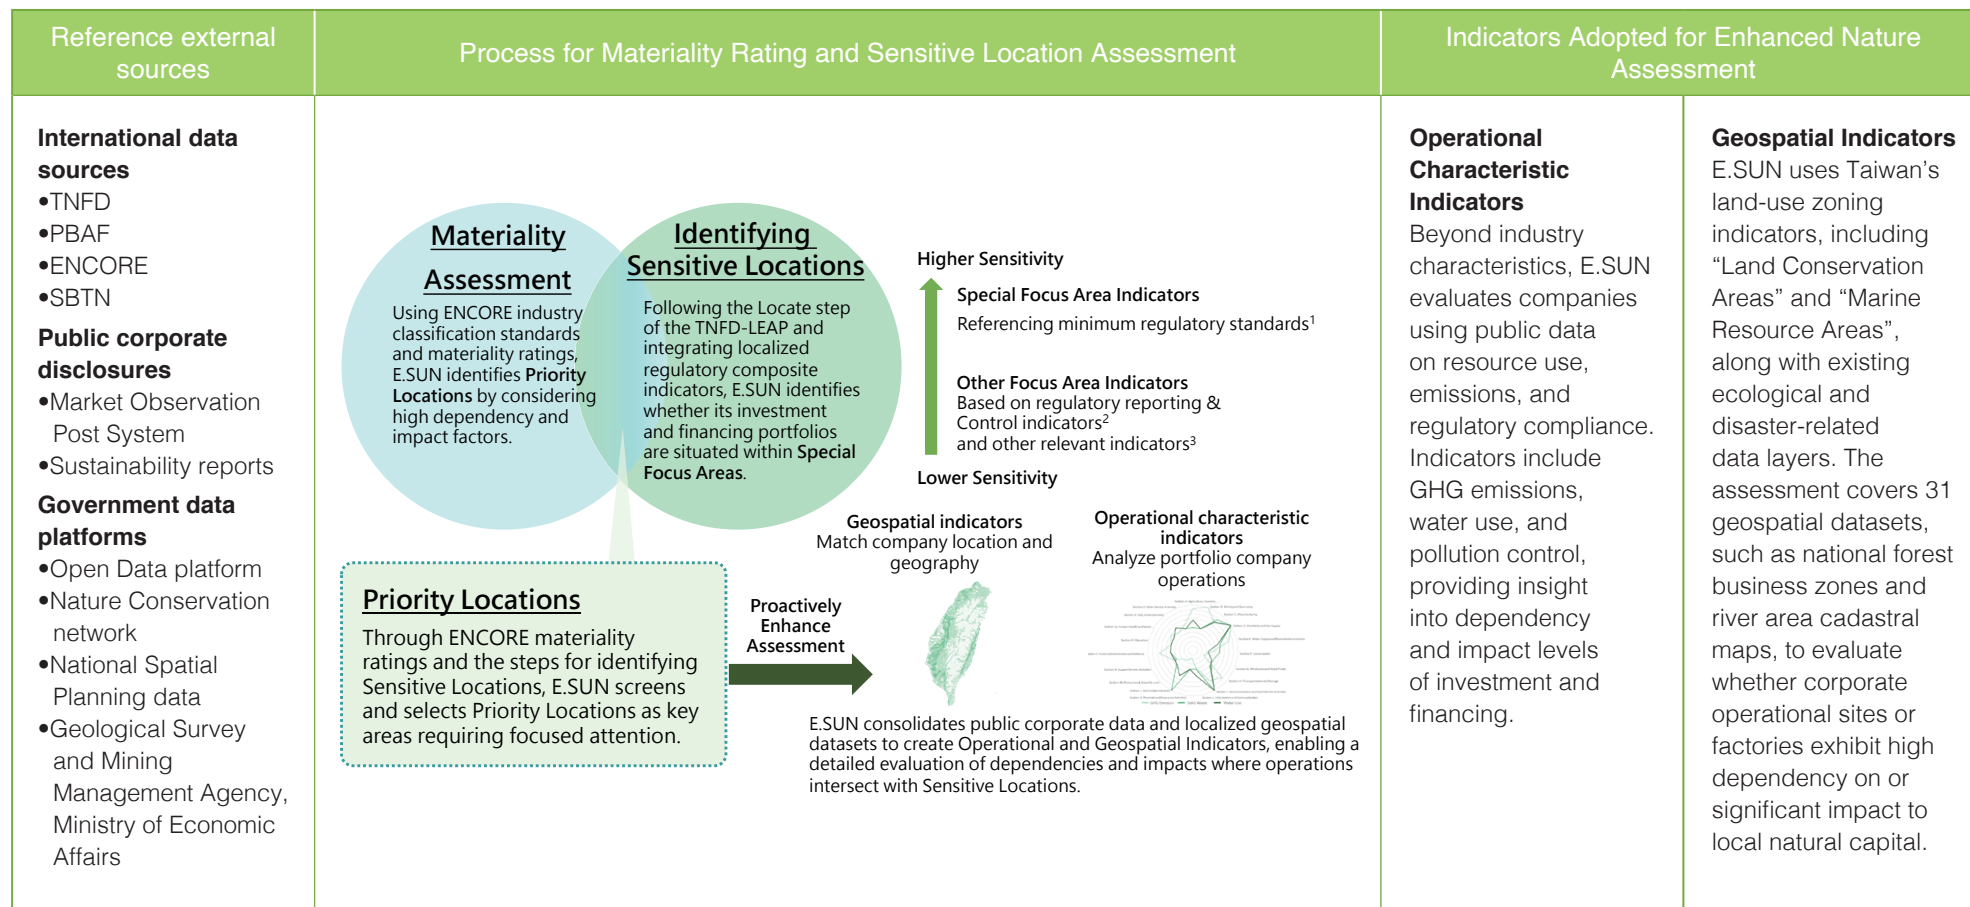 Reference external
sources
Process for Materiality Rating and Sensitive Location Assessment
Indicators Adopted for Enhanced Nature
Assessment
International data
sources
•TNFD
•PBAF
•ENCORE
•SBTN
Public corporate
disclosures
•Market Observation
Post System
•Sustainability reports
Government data
platforms
•Open Data platform
•Nature Conservation
network
•National Spatial
Planning data
•Geological Survey
and Mining
Management Agency,
Ministry of Economic
Affairs
Materiality
Assessment
Using ENCORE industry
classification standards
and materiality ratings,
E.SUN identifies Priority
Locations by considering
high dependency and
impact factors.
Identifying
Sensitive Locations
Following the Locate step
of the TNFD-LEAP and
integrating localized
regulatory composite
indicators, E.SUN identifies
whether its investment
and financing portfolios
are situated within Special
Focus Areas.
Higher Sensitivity
Special Focus Area Indicators
Referencing minimum regulatory standards¹
Other Focus Area Indicators
Based on regulatory reporting &
Control indicators²
and other relevant indicators³
Lower Sensitivity
Priority Locations
Through ENCORE materiality
ratings and the steps for identifying
Sensitive Locations, E.SUN screens
and selects Priority Locations as key
areas requiring focused attention.
Proactively
Enhance
Assessment
Geospatial indicators
Match company location and
geography
Operational characteristic
indicators
Analyze portfolio company
operations
E.SUN consolidates public corporate data and localized geospatial
datasets to create Operational and Geospatial Indicators, enabling a
detailed evaluation of dependencies and impacts where operations
intersect with Sensitive Locations.
Operational
Characteristic
Indicators
Beyond industry
characteristics, E.SUN
evaluates companies
using public data
on resource use,
emissions, and
regulatory compliance.
Indicators include
GHG emissions,
water use, and
pollution control,
providing insight
into dependency
and impact levels
of investment and
financing.
Geospatial Indicators
E.SUN uses Taiwan’s
land-use zoning
indicators, including
“Land Conservation
Areas” and “Marine
Resource Areas”,
along with existing
ecological and
disaster-related
data layers. The
assessment covers 31
geospatial datasets,
such as national forest
business zones and
river area cadastral
maps, to evaluate
whether corporate
operational sites or
factories exhibit high
dependency on or
significant impact to
local natural capital.